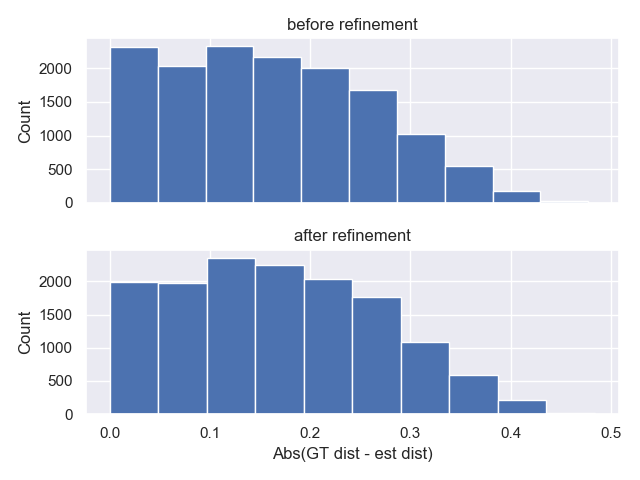 before refinement
Count
2000
1500
1000
500
0
after refinement
Count
2000
1500
1000
500
0
0.0 0.1 0.2 0.3 0.4 0.5
Abs(GT dist - est dist)